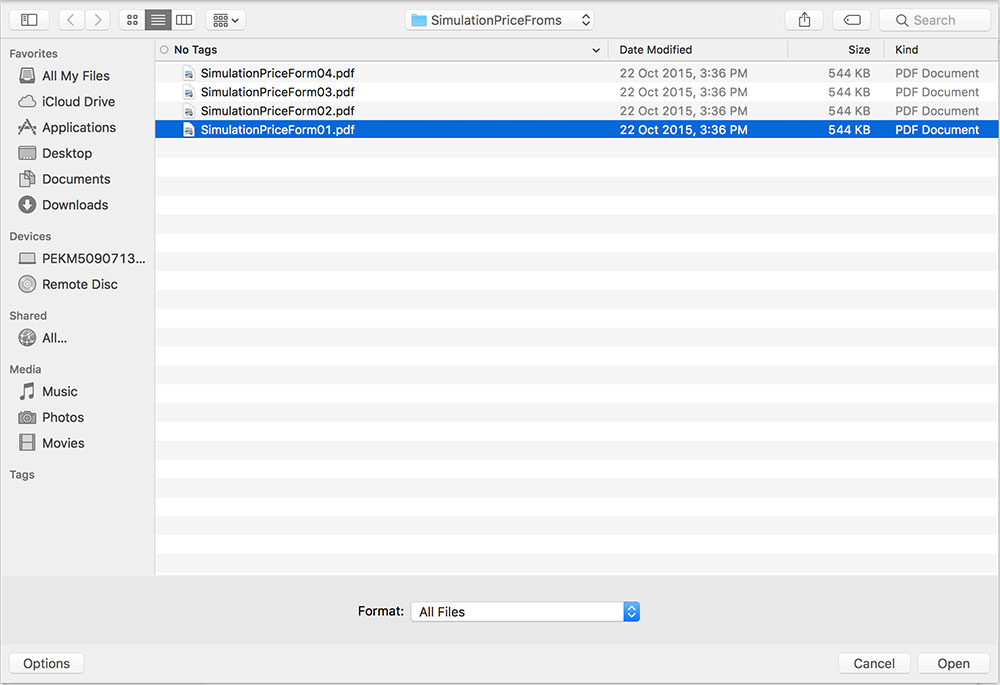 SimulationPriceFroms
Search
Favorites
All My Files
iCloud Drive
Applications
Desktop
Documents
Downloads
Devices
PEKM5090713...
Remote Disc
Shared
All...
Media
Music
Photos
Movies
Tags
No Tags Date Modified Size Kind
SimulationPriceForm04.pdf 22 Oct 2015, 3:36 PM 544 KB PDF Document
SimulationPriceForm03.pdf 22 Oct 2015, 3:36 PM 544 KB PDF Document
SimulationPriceForm02.pdf 22 Oct 2015, 3:36 PM 544 KB PDF Document
SimulationPriceForm01.pdf 22 Oct 2015, 3:36 PM 544 KB PDF Document
Format: All Files
Options Cancel Open